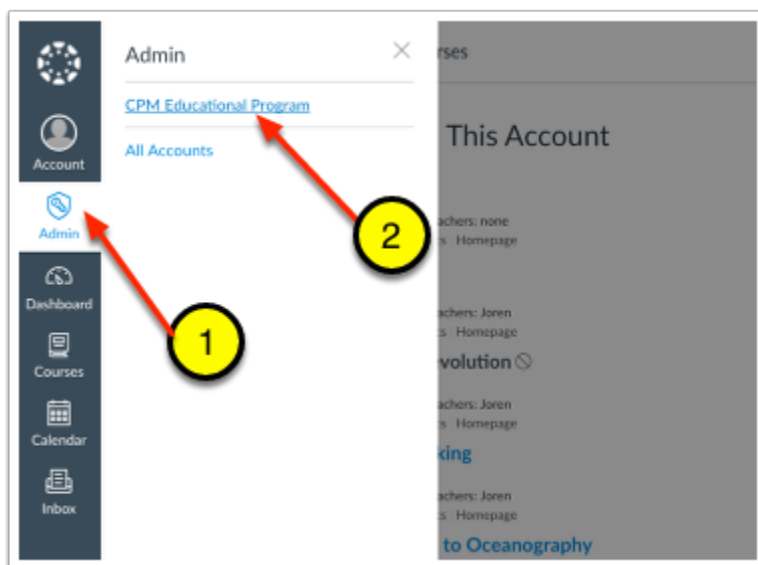 Admin
CPM Educational Program
All Accounts
Account
Admin
Dashboard
Courses
Calendar
Inbox
1
2
rses
This Account
achers: none
s Homepage
achers: Joren
s Homepage
volution
achers: Joren
s Homepage
king
achers: Joren
s Homepage
to Oceanography